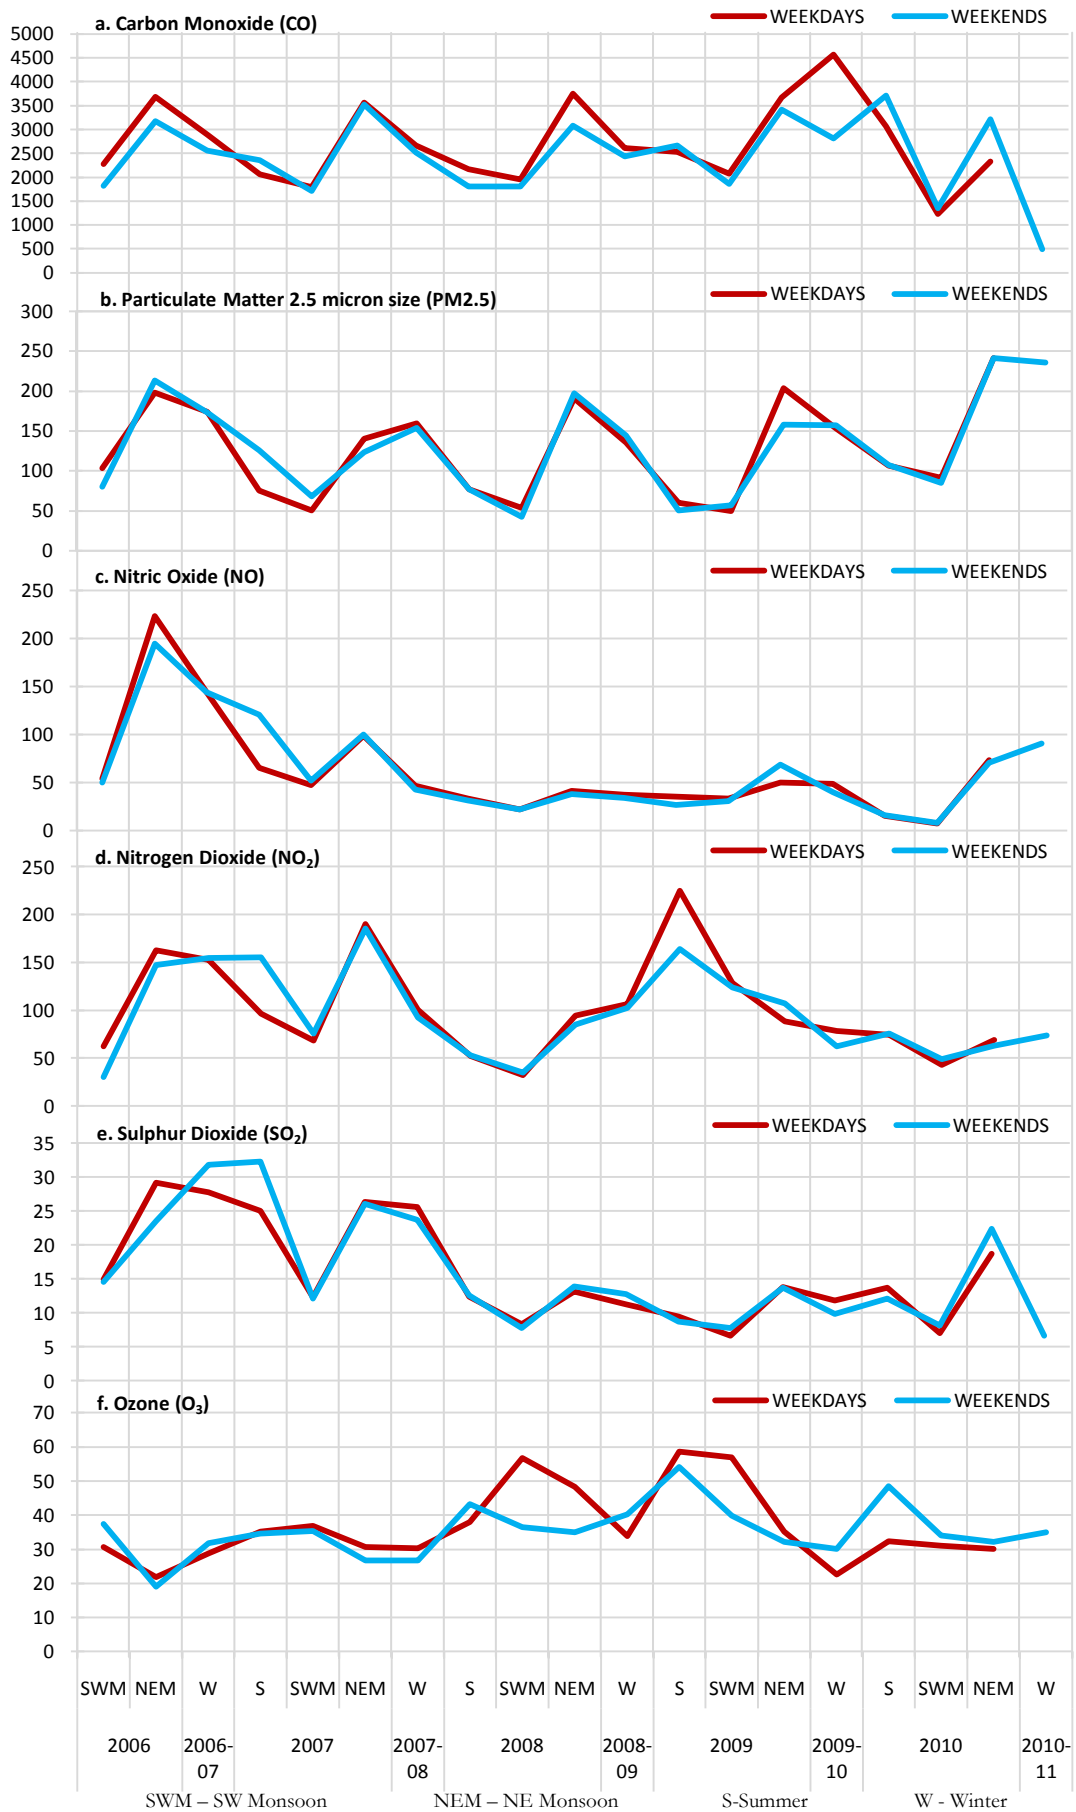 a. Carbon Monoxide (CO)
WEEKDAYS WEEKENDS
5000
4500
4000
3500
3000
2500
2000
1500
1000
500
0
b. Particulate Matter 2.5 micron size (PM2.5)
WEEKDAYS WEEKENDS
300
250
200
150
100
50
0
c. Nitric Oxide (NO)
WEEKDAYS WEEKENDS
250
200
150
100
50
0
d. Nitrogen Dioxide (NO₂)
WEEKDAYS WEEKENDS
250
200
150
100
50
0
e. Sulphur Dioxide (SO₂)
WEEKDAYS WEEKENDS
35
30
25
20
15
10
5
0
f. Ozone (O₃)
WEEKDAYS WEEKENDS
70
60
50
40
30
20
10
0
SWM NEM W S SWM NEM W S SWM NEM W S SWM NEM W S SWM NEM W
2006 2006- 2007 2007- 2008 2008- 2009 2009- 2010 2010-
07 08 09 10 11
SWM – SW Monsoon NEM – NE Monsoon S-Summer W - Winter